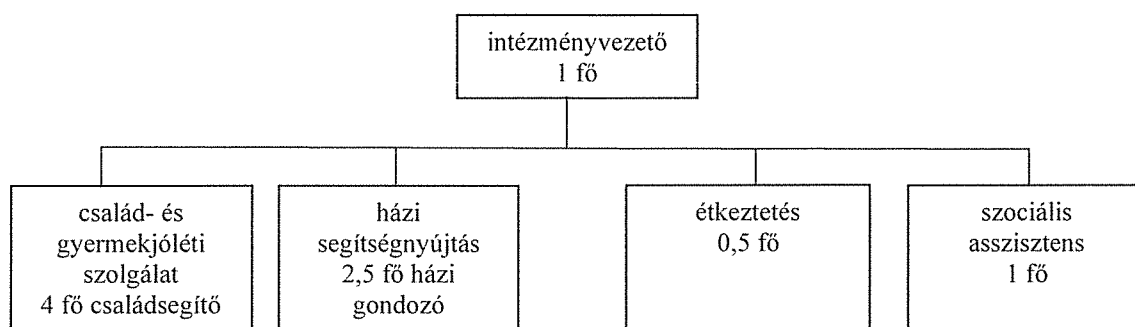 intézményvezető
1 fő
család- és
gyermekjóléti
szolgálat
4 fő családsegítő
házi
segítségnyújtás
2,5 fő házi
gondozó
étkeztetés
0,5 fő
szociális
asszisztens
1 fő